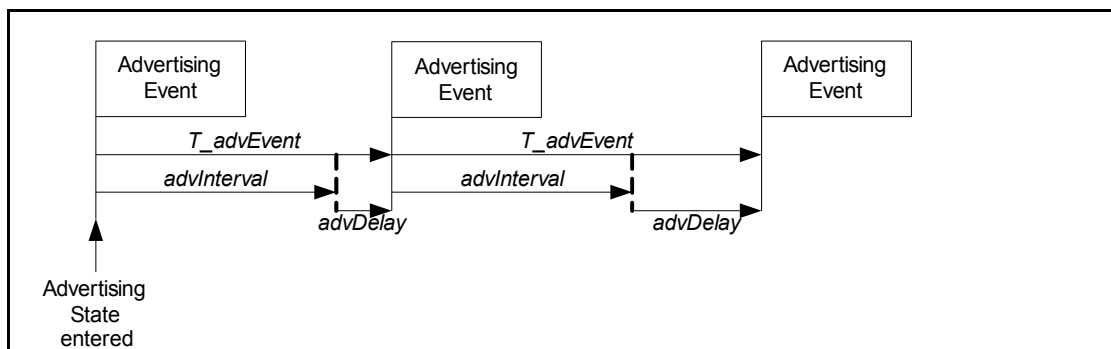 Advertising
Event
Advertising
Event
Advertising
Event
T_advEvent
T_advEvent
advInterval
advInterval
advDelay
advDelay
Advertising
State
entered